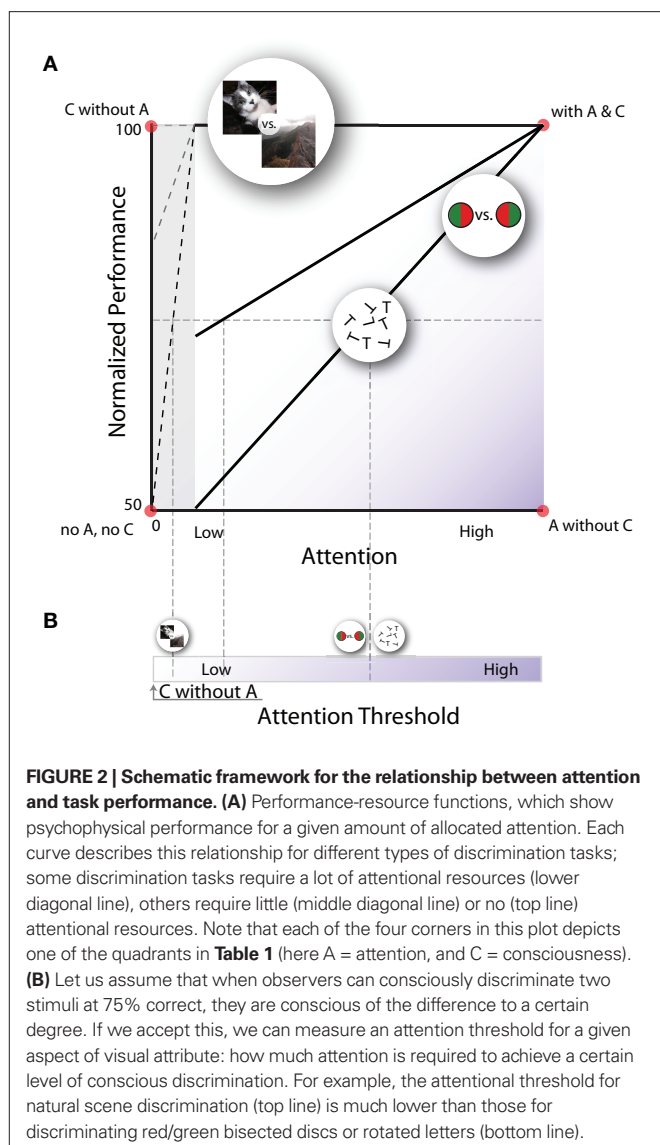 A
C without A
100
vs.
with A & C
vs.
Normalized Performance
50
no A, no C
0
Low
High
A without C
Attention
B
vs.
Low
High
C without A
Attention Threshold
FIGURE 2 | Schematic framework for the relationship between attention
and task performance. (A) Performance-resource functions, which show
psychophysical performance for a given amount of allocated attention. Each
curve describes this relationship for different types of discrimination tasks;
some discrimination tasks require a lot of attentional resources (lower
diagonal line), others require little (middle diagonal line) or no (top line)
attentional resources. Note that each of the four corners in this plot depicts
one of the quadrants in Table 1 (here A = attention, and C = consciousness).
(B) Let us assume that when observers can consciously discriminate two
stimuli at 75% correct, they are conscious of the difference to a certain
degree. If we accept this, we can measure an attention threshold for a given
aspect of visual attribute: how much attention is required to achieve a certain
level of conscious discrimination. For example, the attentional threshold for
natural scene discrimination (top line) is much lower than those for
discriminating red/green bisected discs or rotated letters (bottom line).